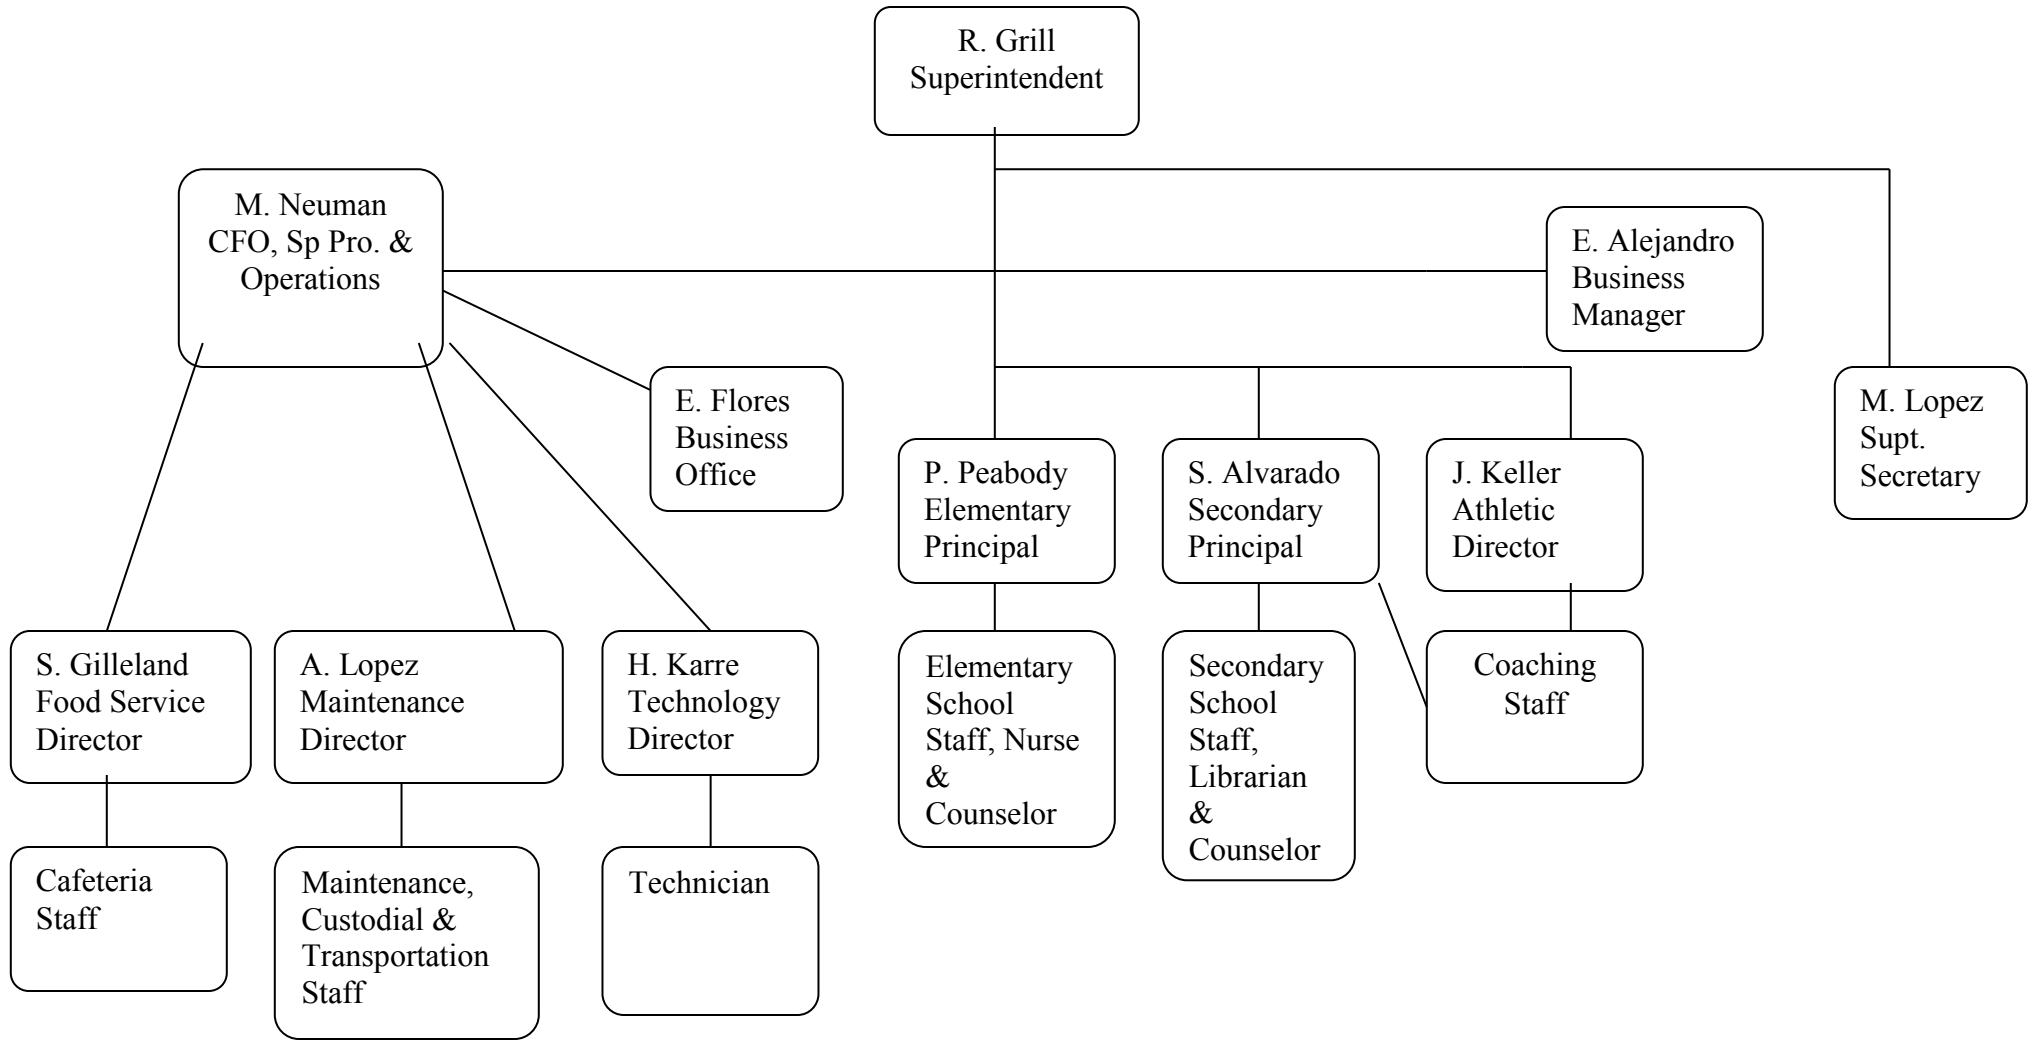 R. Grill
Superintendent
M. Neuman
CFO, Sp Pro. &
Operations
E. Alejandro
Business
Manager
E. Flores
Business
Office
M. Lopez
Supt.
Secretary
P. Peabody
Elementary
Principal
S. Alvarado
Secondary
Principal
J. Keller
Athletic
Director
S. Gilleland
Food Service
Director
A. Lopez
Maintenance
Director
H. Karre
Technology
Director
Elementary
School
Staff, Nurse
&
Counselor
Secondary
School
Staff,
Librarian
&
Counselor
Coaching
Staff
Cafeteria
Staff
Maintenance,
Custodial &
Transportation
Staff
Technician